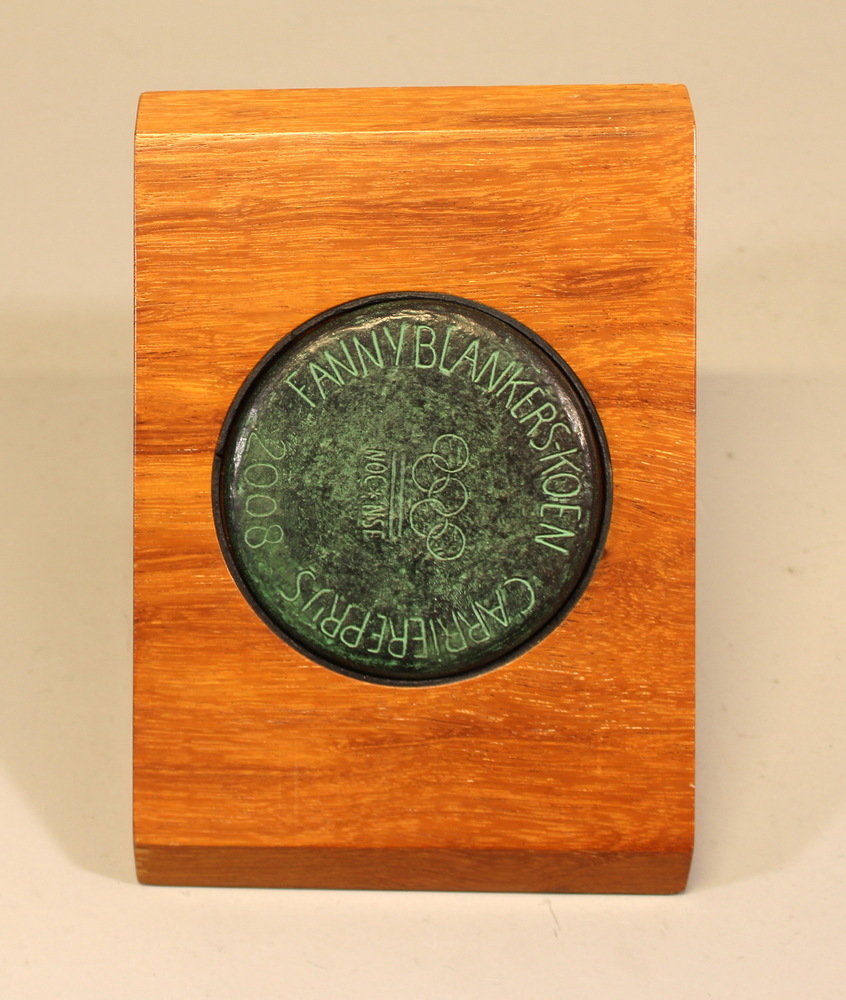 FANNY BLANKERS-KOEN
CARRIEREPRIJS
2008
NOC*NSF